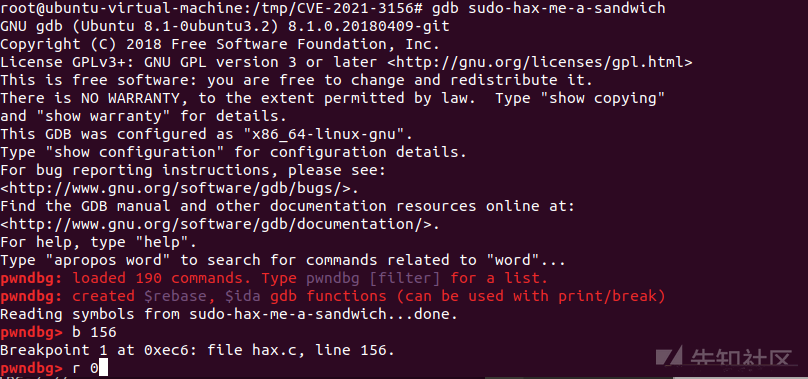 root@ubuntu-virtual-machine:/tmp/CVE-2021-3156# gdb sudo-hax-me-a-sandwich
GNU gdb (Ubuntu 8.1-0ubuntu3.2) 8.1.0.20180409-git
Copyright (C) 2018 Free Software Foundation, Inc.
License GPLv3+: GNU GPL version 3 or later <http://gnu.org/licenses/gpl.html>
This is free software: you are free to change and redistribute it.
There is NO WARRANTY, to the extent permitted by law.  Type "show copying"
and "show warranty" for details.
This GDB was configured as "x86_64-linux-gnu".
Type "show configuration" for configuration details.
For bug reporting instructions, please see:
<http://www.gnu.org/software/gdb/bugs/>.
Find the GDB manual and other documentation resources online at:
<http://www.gnu.org/software/gdb/documentation/>.
For help, type "help".
Type "apropos word" to search for commands related to "word"...
pwndbg: loaded 190 commands. Type pwndbg [filter] for a list.
pwndbg: created $rebase, $ida gdb functions (can be used with print/break)
Reading symbols from sudo-hax-me-a-sandwich...done.
pwndbg> b 156
Breakpoint 1 at 0xec6: file hax.c, line 156.
pwndbg> r 0
先知社区